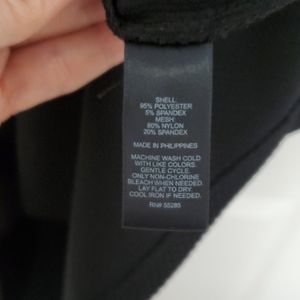 SHELL:
95% POLYESTER
5% SPANDEX
MESH:
80% NYLON
20% SPANDEX
MADE IN PHILIPPINES
MACHINE WASH COLD
WITH LIKE COLORS.
GENTLE CYCLE.
ONLY NON-CHLORINE
BLEACH WHEN NEEDED.
LAY FLAT TO DRY.
COOL IRON IF NEEDED.
RN# 55285